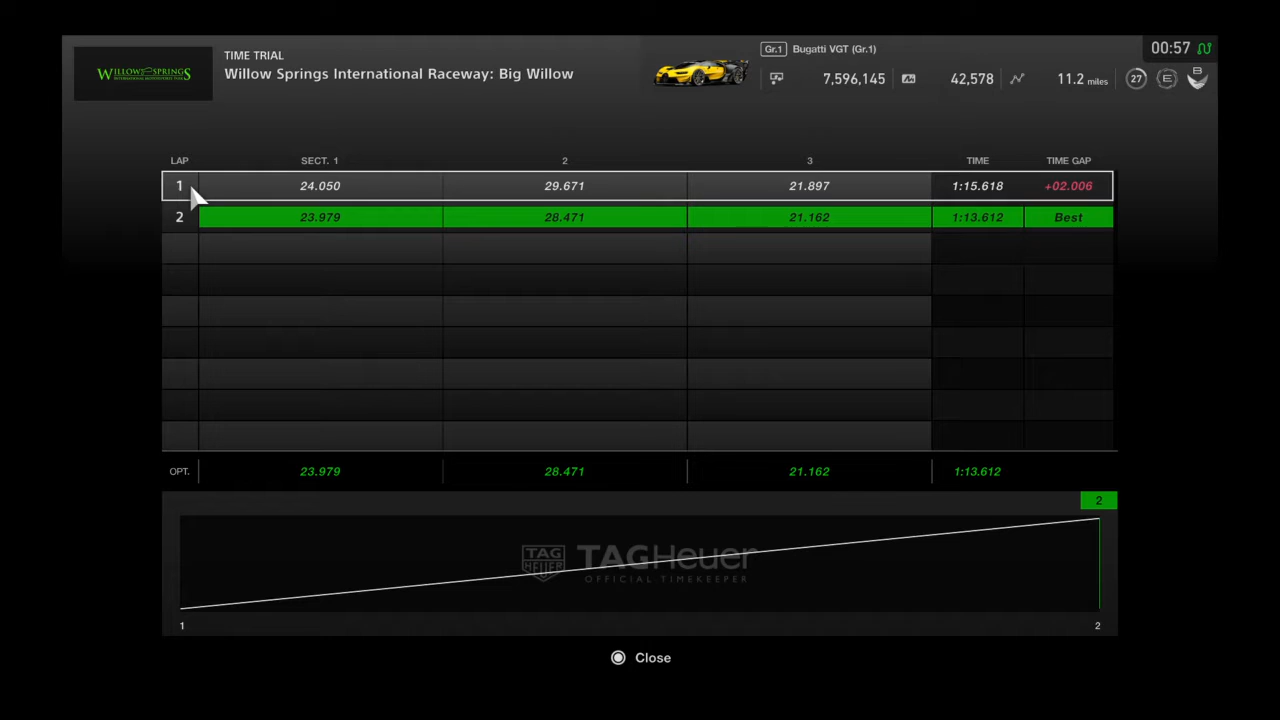 WILLOW SPRINGS
TIME TRIAL
Willow Springs International Raceway: Big Willow
Gr.1 Bugatti VGT (Gr.1)
7,596,145 42,578 11.2 miles 27 E B
00:57
LAP SECT. 1 2 3 TIME TIME GAP
1 24.050 29.671 21.897 1:15.618 +02.006
2 23.979 28.471 21.162 1:13.612 Best
OPT. 23.979 28.471 21.162 1:13.612
2
TAG HEUER TAGHeuer
OFFICIAL TIMEKEEPER
1 2
Close